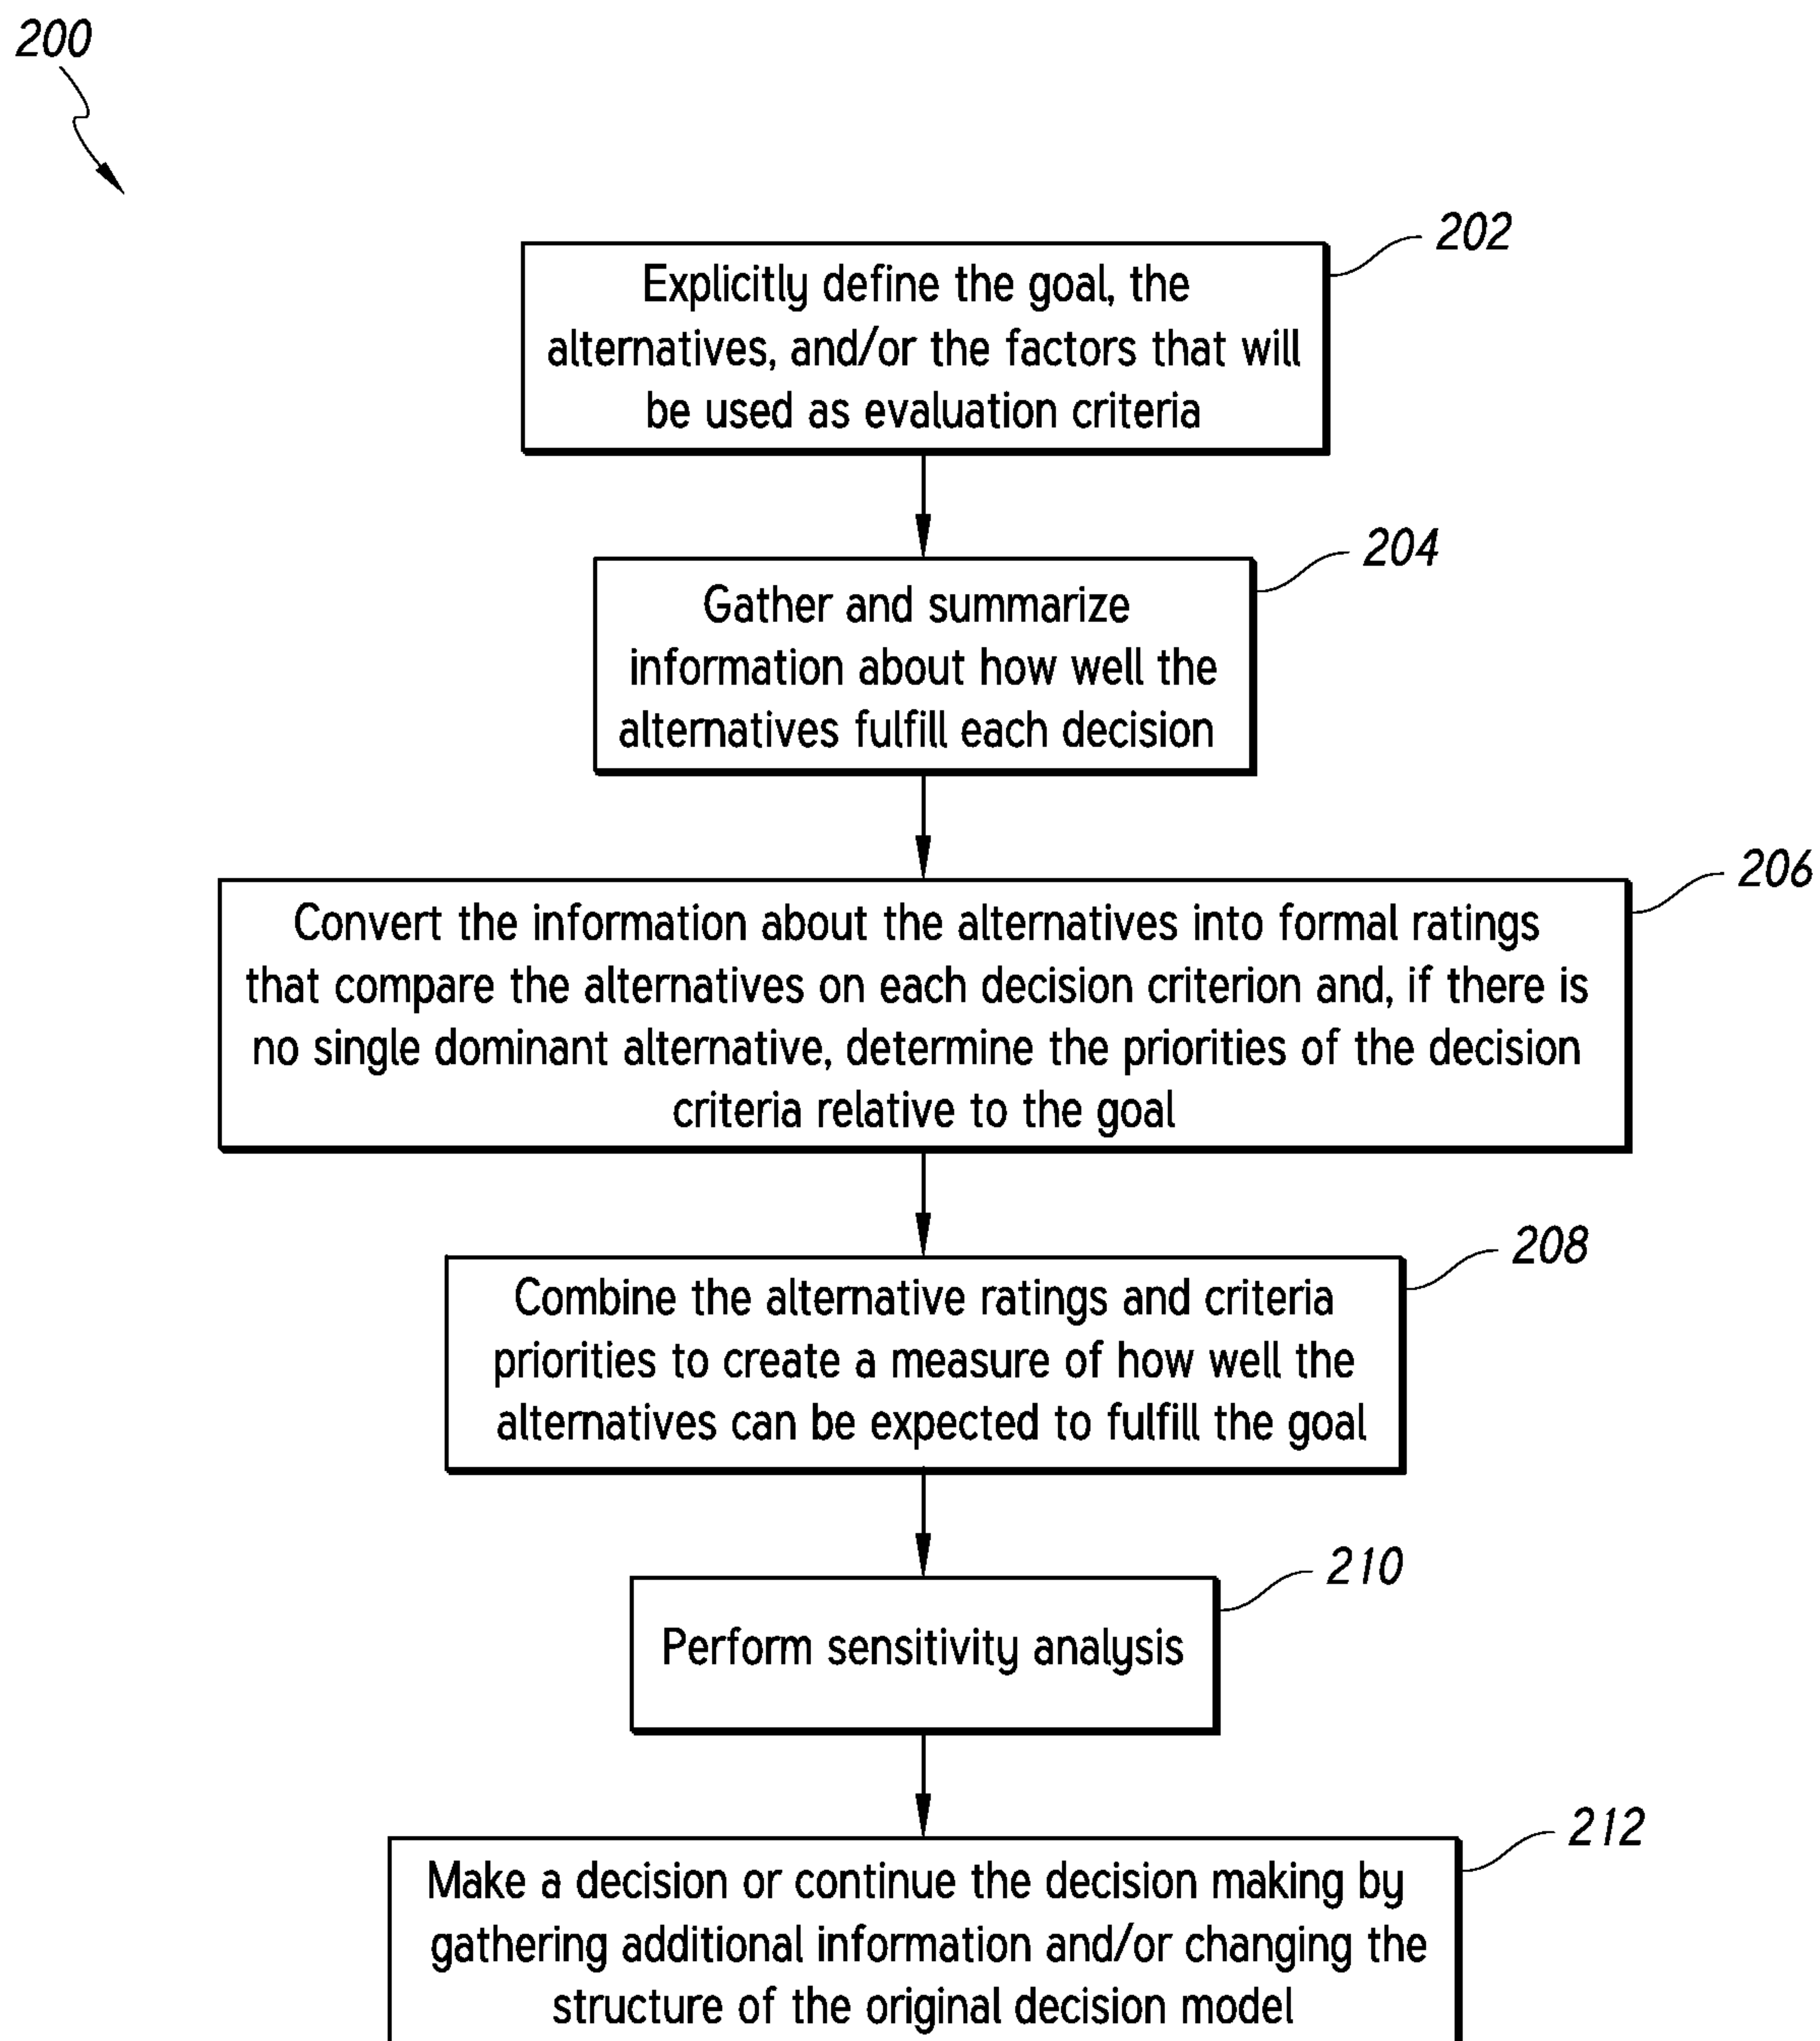 200
202
Explicitly define the goal, the
alternatives, and/or the factors that will
be used as evaluation criteria
204
Gather and summarize
information about how well the
alternatives fulfill each decision
206
Convert the information about the alternatives into formal ratings
that compare the alternatives on each decision criterion and, if there is
no single dominant alternative, determine the priorities of the decision
criteria relative to the goal
208
Combine the alternative ratings and criteria
priorities to create a measure of how well the
alternatives can be expected to fulfill the goal
210
Perform sensitivity analysis
212
Make a decision or continue the decision making by
gathering additional information and/or changing the
structure of the original decision model